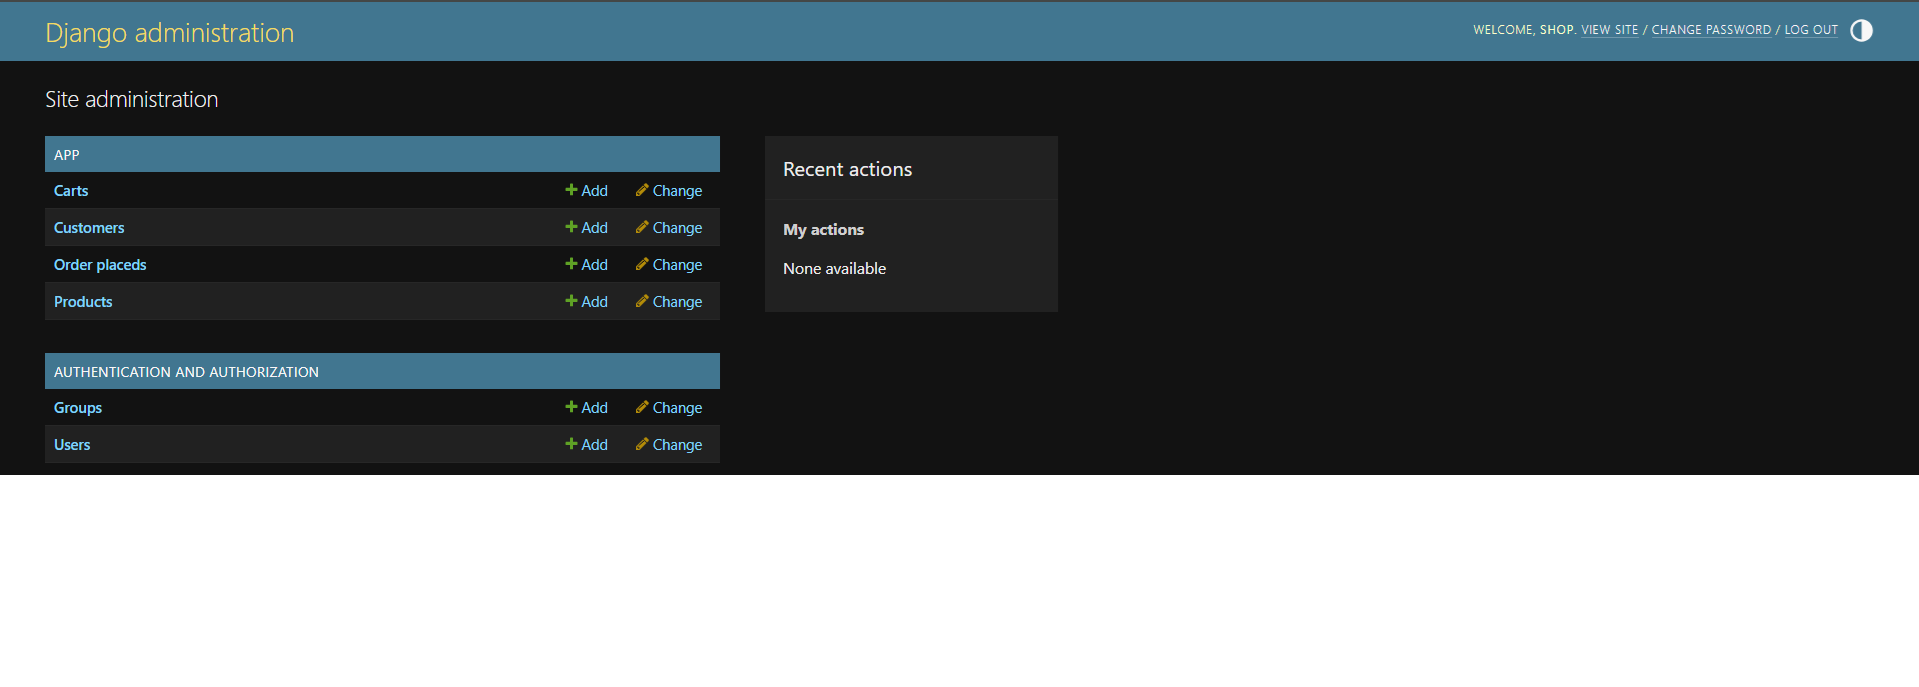 Django administration
WELCOME, SHOP. VIEW SITE / CHANGE PASSWORD / LOG OUT
Site administration
APP
Carts Add Change
Customers Add Change
Order placeds Add Change
Products Add Change
AUTHENTICATION AND AUTHORIZATION
Groups Add Change
Users Add Change
Recent actions
My actions
None available